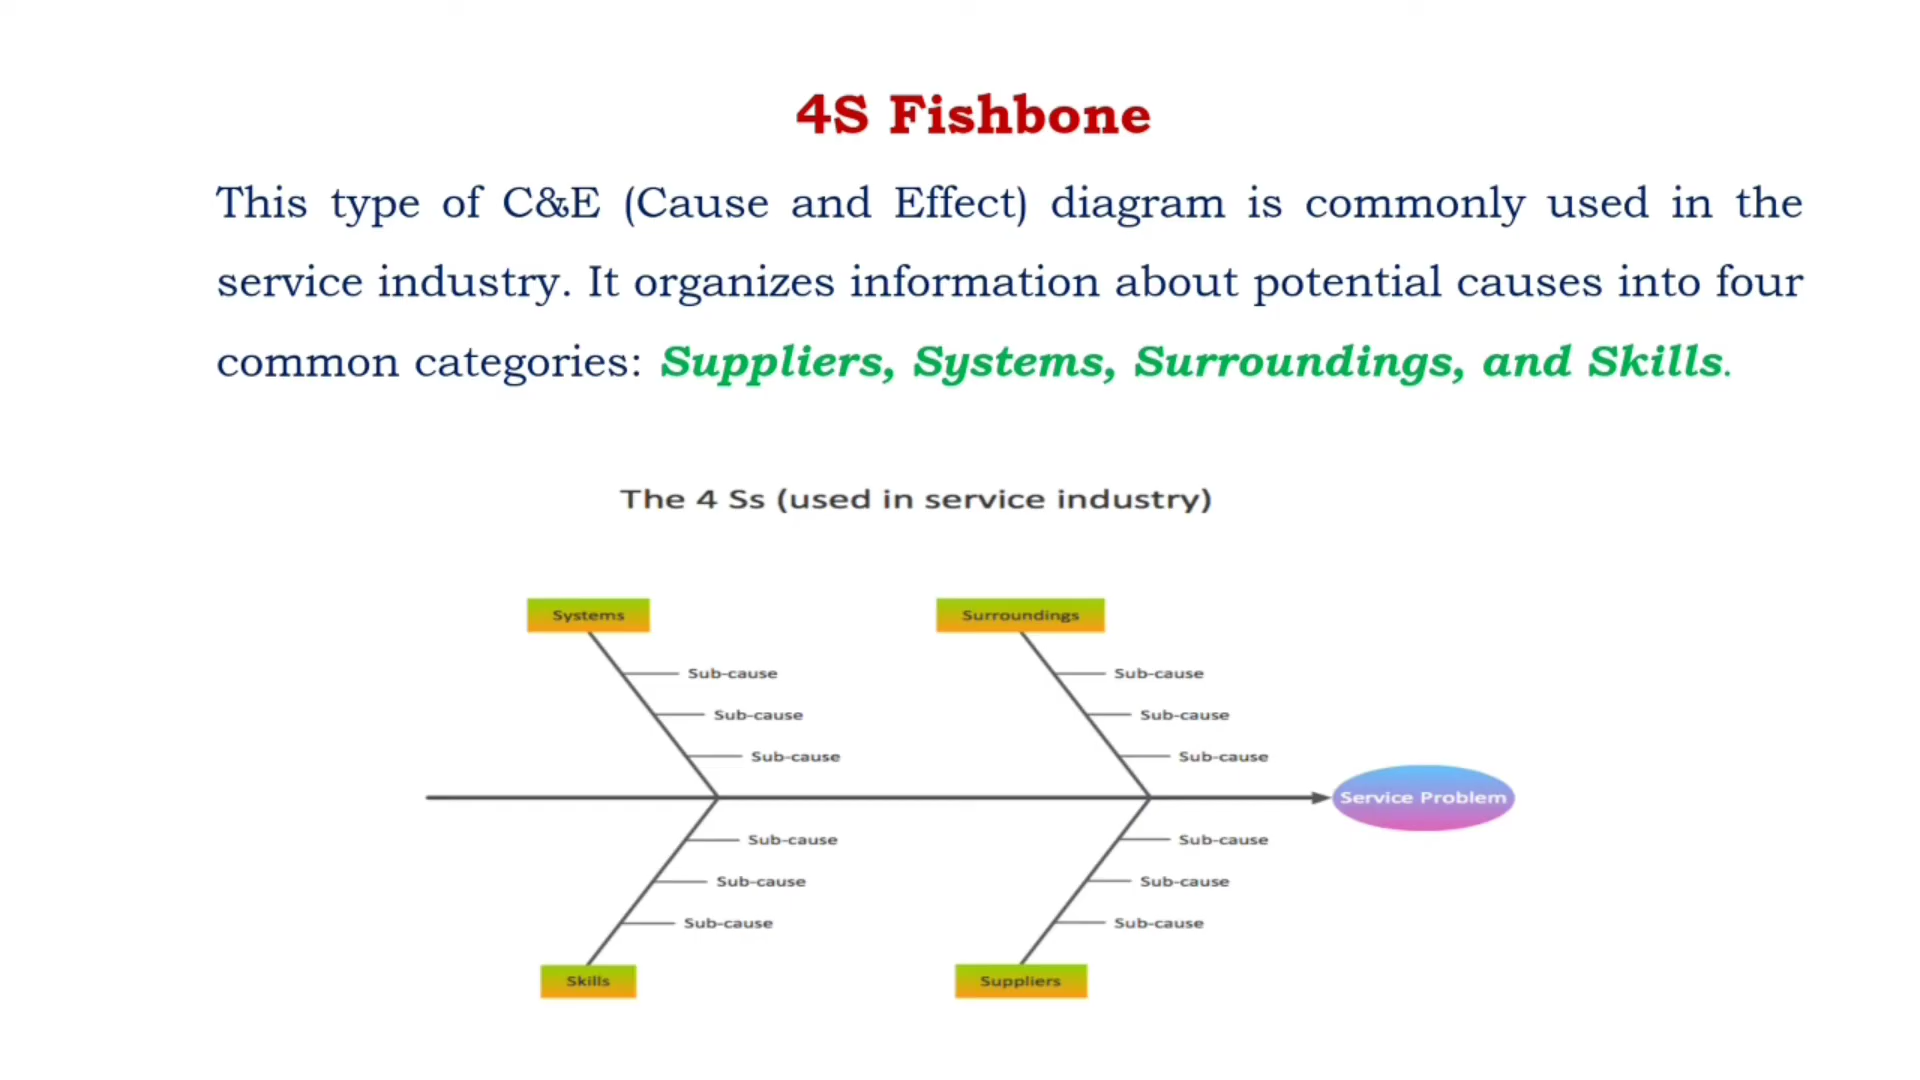 4S Fishbone
This type of C&E (Cause and Effect) diagram is commonly used in the
service industry. It organizes information about potential causes into four
common categories: Suppliers, Systems, Surroundings, and Skills.
The 4 Ss (used in service industry)
Systems
Surroundings
Sub-cause
Sub-cause
Sub-cause
Sub-cause
Sub-cause
Sub-cause
Service Problem
Sub-cause
Sub-cause
Sub-cause
Sub-cause
Sub-cause
Sub-cause
Skills
Suppliers